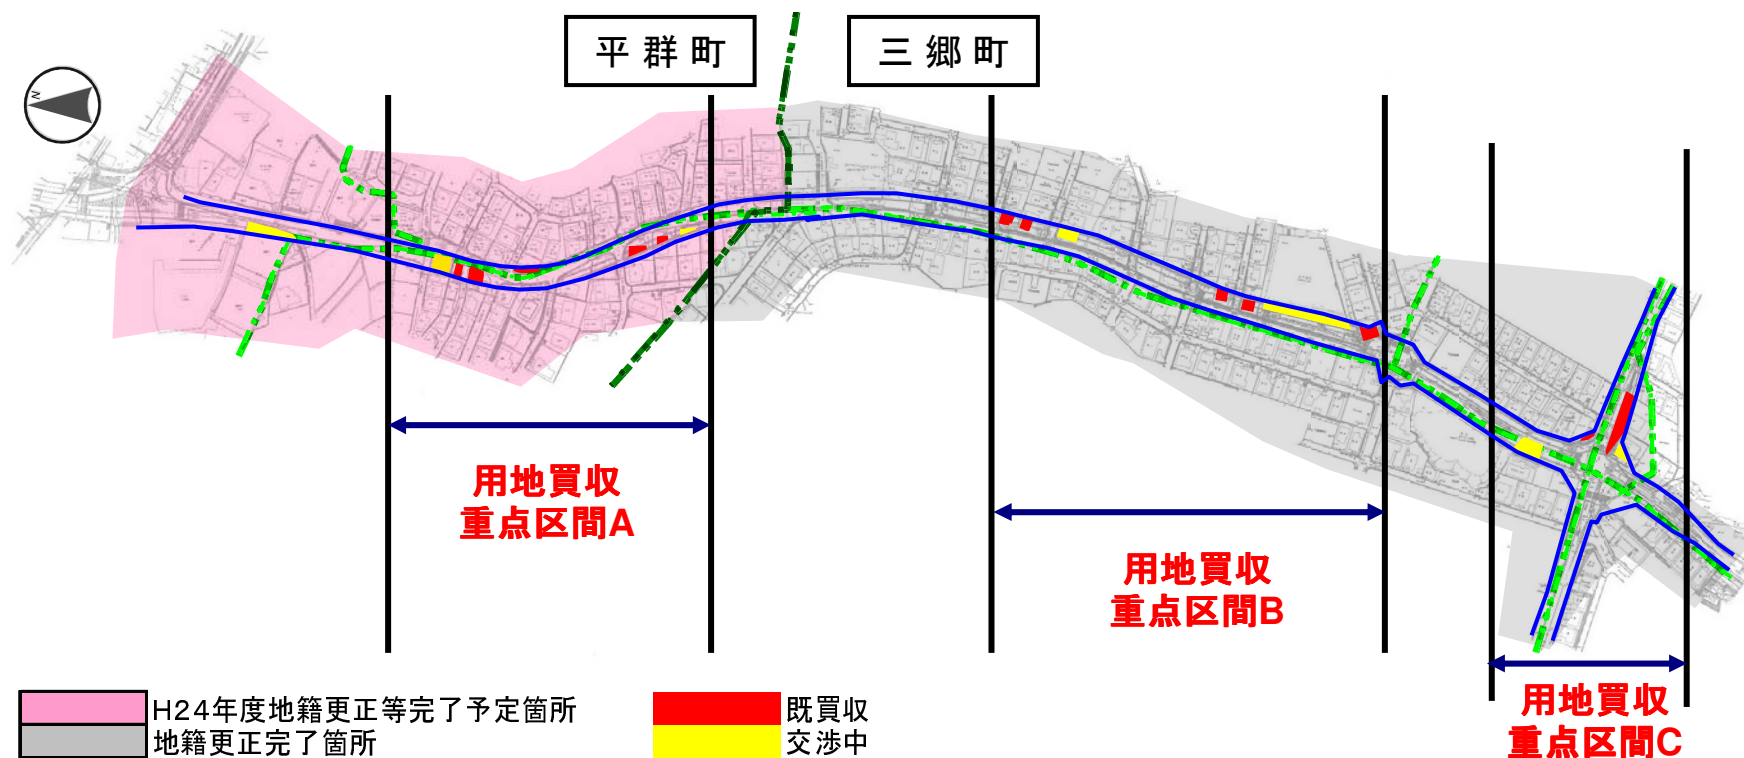 平群町
三郷町
N
用地買収
重点区間A
用地買収
重点区間B
用地買収
重点区間C
H24年度地籍更正等完了予定箇所
地籍更正完了箇所
既買収
交渉中